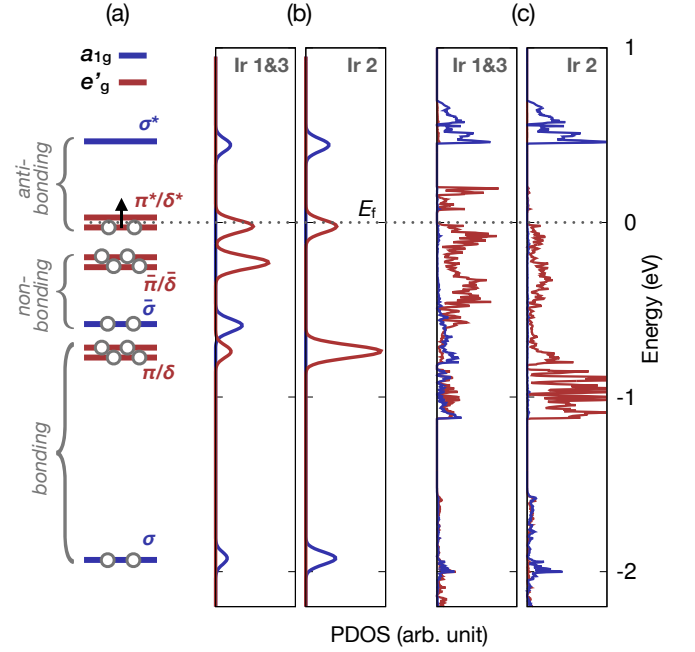 (a)
(b)
(c)
a1g
e'g
Ir 1&3
Ir 2
Ir 1&3
Ir 2
1
0
-1
-2
Energy (eV)
σ*
anti-
bonding
π*/δ*
Ef
non-
bonding
π̄/δ̄
σ̄
π/δ
bonding
σ
PDOS (arb. unit)